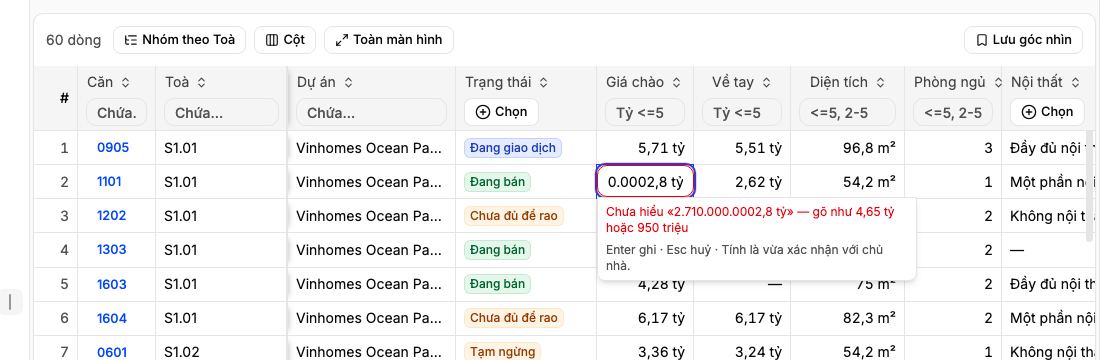 60 dòng Nhóm theo Toà Cột Toàn màn hình Lưu góc nhìn
# Căn Toà Dự án Trạng thái Giá chào Về tay Diện tích Phòng ngủ Nội thất
Chứa. Chứa... Chứa... Chọn Tỷ <=5 Tỷ <=5 <=5, 2-5 <=5, 2-5 Chọn
1 0905 S1.01 Vinhomes Ocean Pa... Đang giao dịch 5,71 tỷ 5,51 tỷ 96,8 m² 3 Đầy đủ nội
2 1101 S1.01 Vinhomes Ocean Pa... Đang bán 0.0002,8 tỷ 2,62 tỷ 54,2 m² 1 Một phần
3 1202 S1.01 Vinhomes Ocean Pa... Chưa đủ để rao 2 Không nội
Chưa hiểu «2.710.000.0002,8 tỷ» — gõ như 4,65 tỷ
hoặc 950 triệu
4 1303 S1.01 Vinhomes Ocean Pa... Đang bán 2 —
Enter ghi · Esc huỷ · Tính là vừa xác nhận với chủ
nhà.
5 1603 S1.01 Vinhomes Ocean Pa... Đang bán 4,28 tỷ — 75 m² 2 Đầy đủ nội
6 1604 S1.01 Vinhomes Ocean Pa... Chưa đủ để rao 6,17 tỷ 6,17 tỷ 82,3 m² 2 Một phần
7 0601 S1.02 Vinhomes Ocean Pa... Tạm ngừng 3,36 tỷ 3,24 tỷ 54,2 m² 1 Một phần